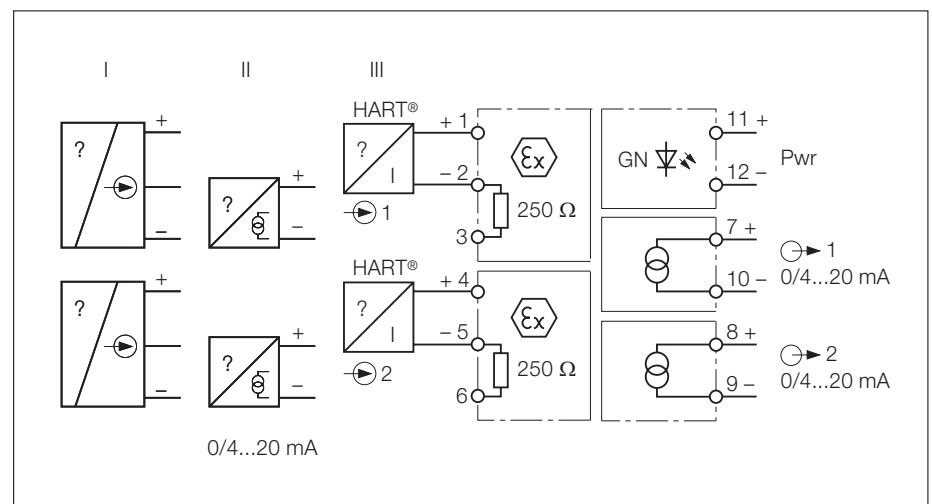 I II III
HART®
+ 1
- 2
3
? I
1
Ex
250 Ω
? + –
? + –
GN
11 +
12 – Pwr
7 +
10 –
1
0/4...20 mA
HART®
+ 4
– 5
6
? I
2
Ex
250 Ω
? + –
? + –
8 +
9 –
2
0/4...20 mA
0/4...20 mA